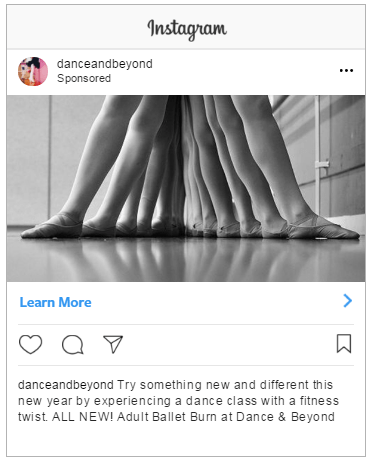 Instagram
danceandbeyond
Sponsored
Learn More
danceandbeyond Try something new and different this
new year by experiencing a dance class with a fitness
twist. ALL NEW! Adult Ballet Burn at Dance & Beyond